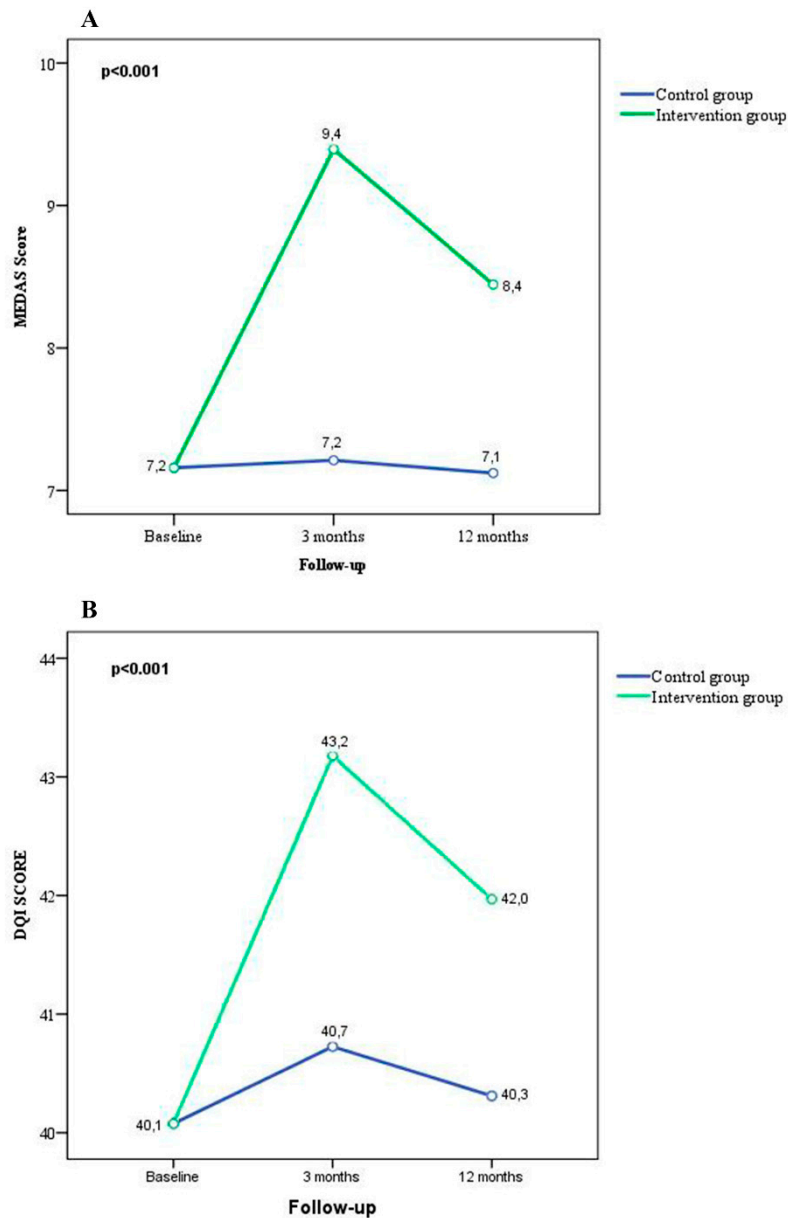 A
10
p<0.001
Control group
Intervention group
9,4
9
8,4
MEDAS Score
8
7,2
7,1
7,2
7
Baseline
3 months
12 months
Follow-up
B
44
p<0.001
Control group
Intervention group
43,2
43
42
42,0
DQI SCORE
41
40,7
40,3
40,1
40
Baseline
3 months
12 months
Follow-up